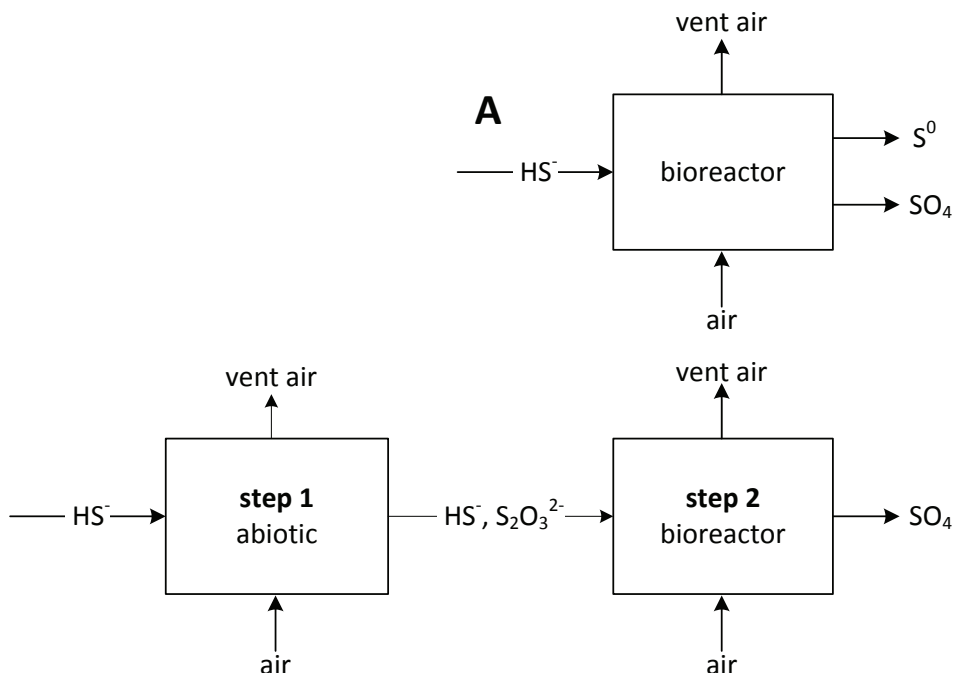 vent air
A
HS⁻
bioreactor
S⁰
SO₄
air
vent air
vent air
HS⁻
step 1
abiotic
HS⁻, S₂O₃²⁻
step 2
bioreactor
SO₄
air
air